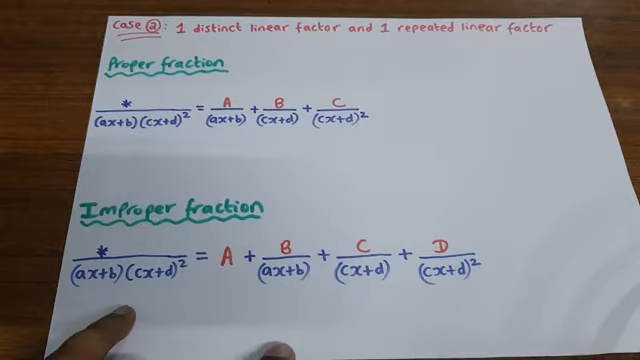 Case ②: 1 distinct linear factor and 1 repeated linear factor
Proper fraction
*/(ax+b)(cx+d)² = A/(ax+b) + B/(cx+d) + C/(cx+d)²
Improper fraction
*/(ax+b)(cx+d)² = A + B/(ax+b) + C/(cx+d) + D/(cx+d)²